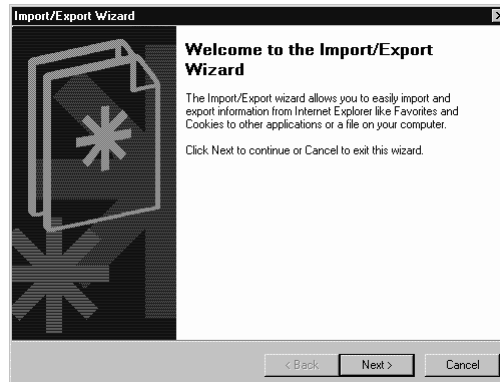 Import/Export Wizard
Welcome to the Import/Export
Wizard
The Import/Export wizard allows you to easily import and
export information from Internet Explorer like Favorites and
Cookies to other applications or a file on your computer.
Click Next to continue or Cancel to exit this wizard.
< Back Next > Cancel